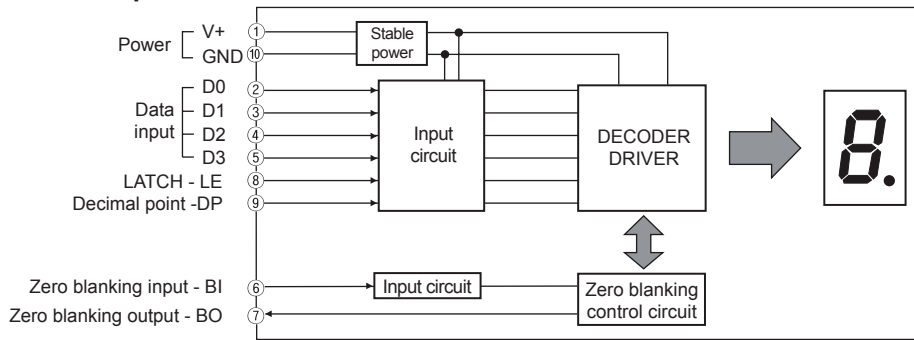 Power
V+
①
GND
⑩
Stable
power
Data
input
D0
②
D1
③
D2
④
D3
⑤
LATCH - LE
⑧
Decimal point -DP
⑨
Input
circuit
DECODER
DRIVER
8.
Zero blanking input - BI
⑥
Input circuit
Zero blanking output - BO
⑦
Zero blanking
control circuit